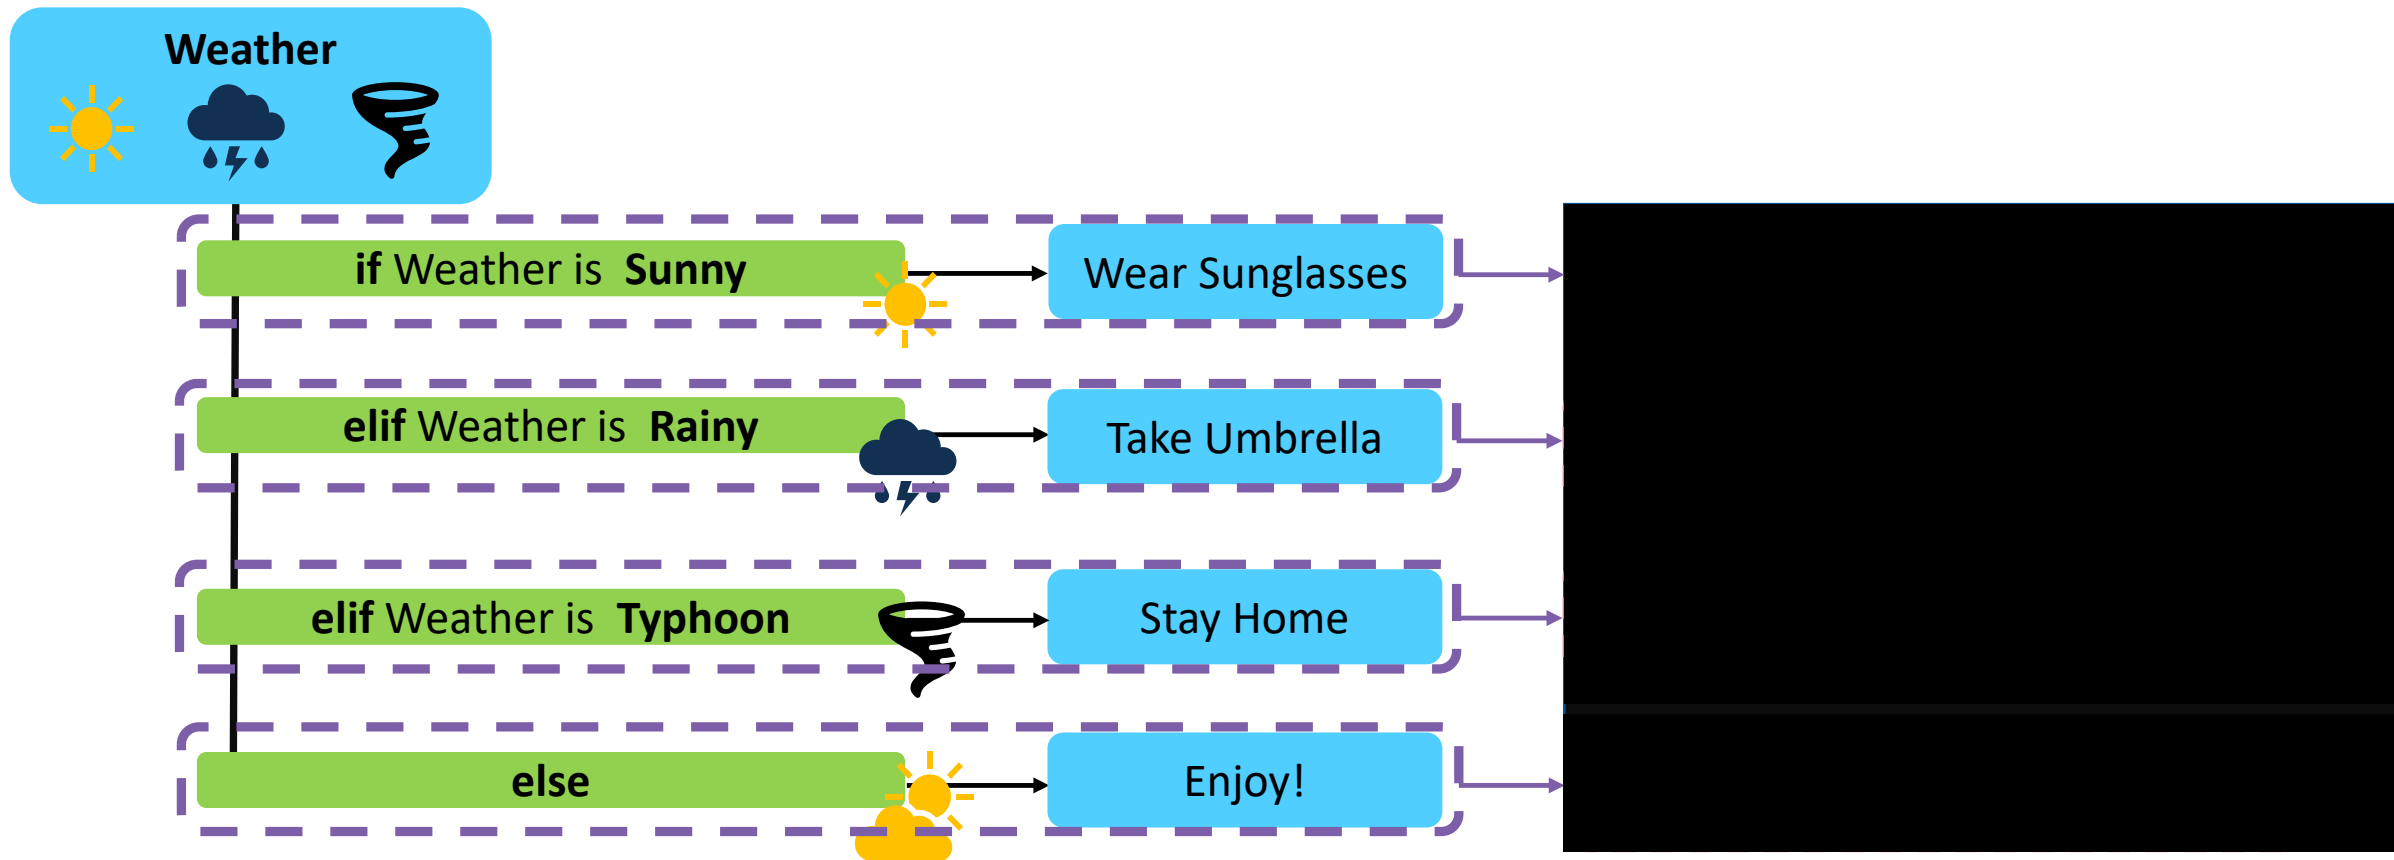 Weather
if Weather is Sunny
Wear Sunglasses
elif Weather is Rainy
Take Umbrella
elif Weather is Typhoon
Stay Home
else
Enjoy!